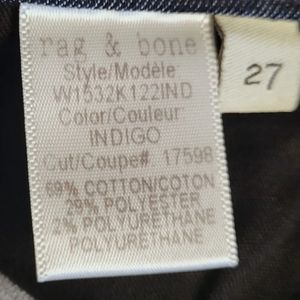 rag & bone
Style/Modèle
W1532K122IND
Color/Couleur
INDIGO
Cut/Coupe# 17598
69% COTTON/COTON
29% POLYESTER
2% POLYURETHANE
POLYURETHANE
27